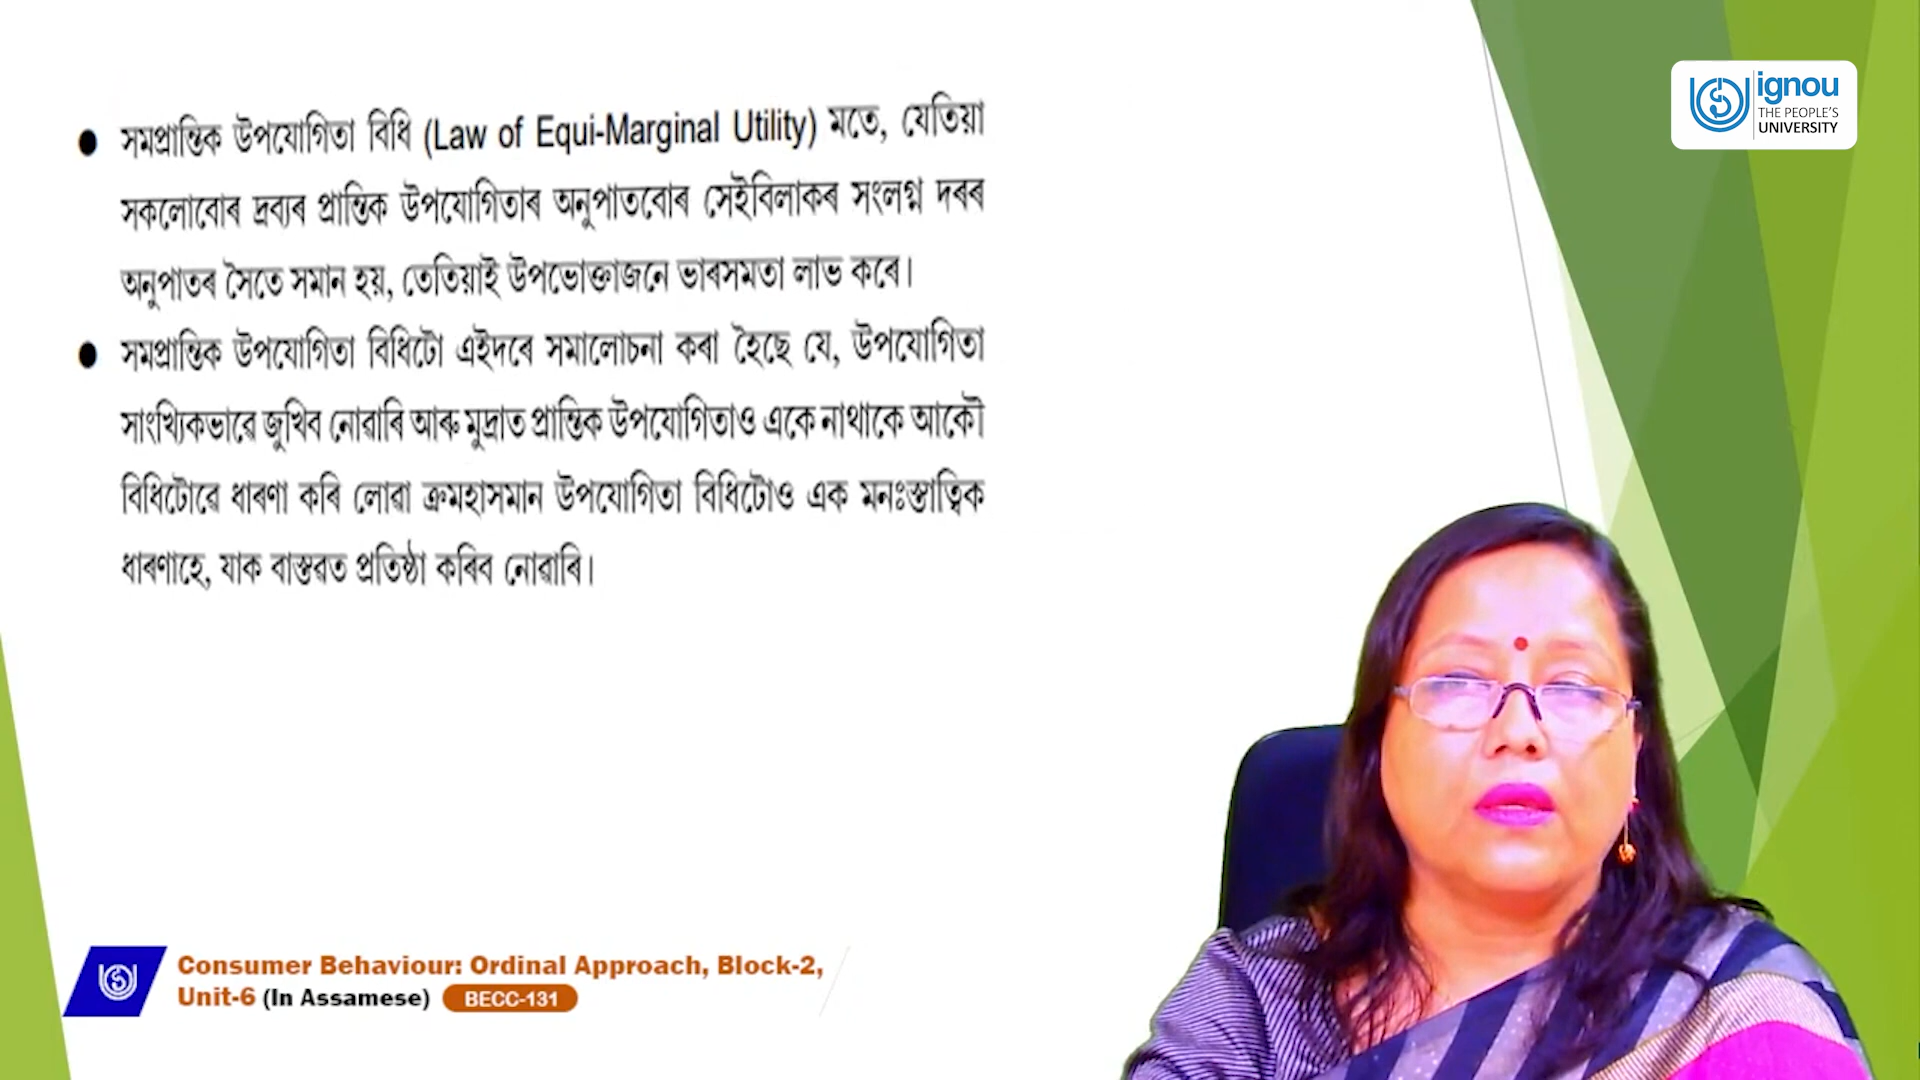 ignou
THE PEOPLE'S
UNIVERSITY
● সমপ্ৰান্তিক উপযোগিতা বিধি (Law of Equi-Marginal Utility) মতে, যেতিয়া
সকলোবোৰ দ্ৰব্যৰ প্ৰান্তিক উপযোগিতাৰ অনুপাতবোৰ সেইবিলাকৰ সংলগ্ন দৰৰ
অনুপাতৰ সৈতে সমান হয়, তেতিয়াই উপভোক্তাজনে ভাৰসমতা লাভ কৰে।
● সমপ্ৰান্তিক উপযোগিতা বিধিটো এইদৰে সমালোচনা কৰা হৈছে যে, উপযোগিতা
সাংখ্যিকভাৱে জুখিব নোৱাৰি আৰু মুদ্ৰাত প্ৰান্তিক উপযোগিতাও একে নাথাকে আকৌ
বিধিটোৱে ধাৰণা কৰি লোৱা ক্ৰমহাসমান উপযোগিতা বিধিটোও এক মনঃস্তাত্বিক
ধাৰণাহে, যাক বাস্তৱত প্ৰতিষ্ঠা কৰিব নোৱাৰি।
Consumer Behaviour: Ordinal Approach, Block-2,
Unit-6 (In Assamese) BECC-131